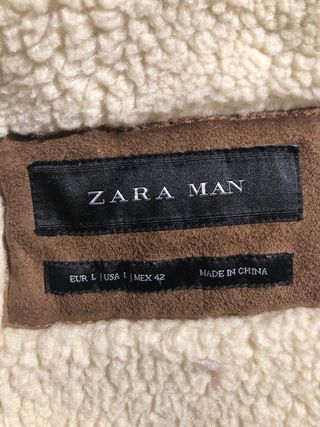 ZARA MAN
EUR L | USA L | MEX 42 MADE IN CHINA